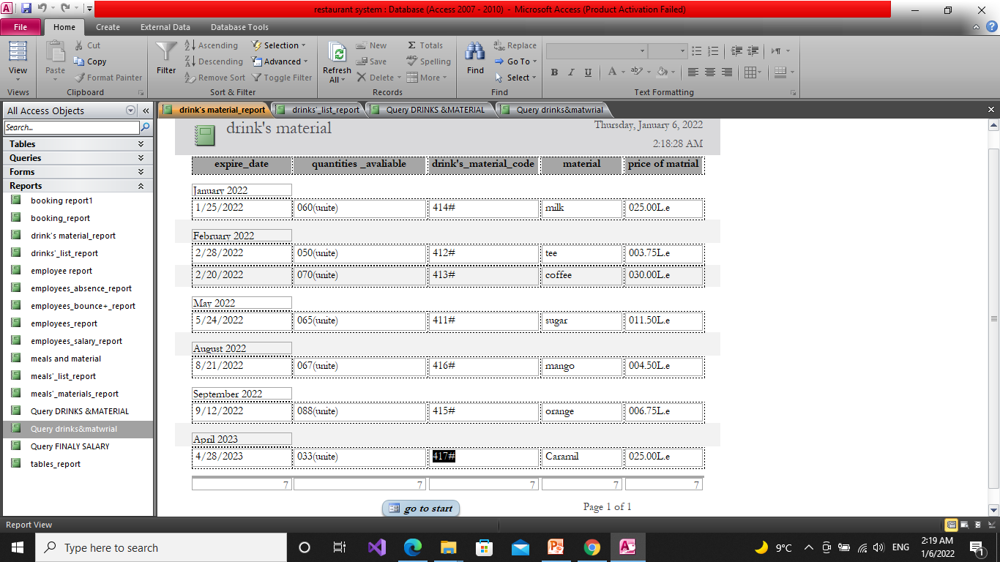 restaurant system : Database (Access 2007 - 2010) - Microsoft Access (Product Activation Failed)
File Home Create External Data Database Tools
View
Views
Paste
Cut
Copy
Format Painter
Clipboard
Filter
Ascending
Descending
Remove Sort
Selection
Advanced
Toggle Filter
Sort & Filter
Refresh All
New
Save
Delete
Totals
Spelling
More
Records
Find
Replace
Go To
Select
Find
B I U A ab
Text Formatting
All Access Objects
Search...
Tables
Queries
Forms
Reports
booking report1
booking_report
drink's material_report
drinks'_list_report
employee report
employees_absence_report
employees_bounce+_report
employees_report
employees_salary_report
meals and material
meals'_list_report
meals'_materials_report
Query DRINKS &MATERIAL
Query drinks&matwrial
Query FINALY SALARY
tables_report
drink's material_report drinks'_list_report Query DRINKS &MATERIAL Query drinks&matwrial
drink's material
Thursday, January 6, 2022
2:18:28 AM
expire_date quantities _avaliable drink's_material_code material price of matrial
January 2022
1/25/2022 060(unite) 414# milk 025.00L.e
February 2022
2/28/2022 050(unite) 412# tee 003.75L.e
2/20/2022 070(unite) 413# coffee 030.00L.e
May 2022
5/24/2022 065(unite) 411# sugar 011.50L.e
August 2022
8/21/2022 067(unite) 416# mango 004.50L.e
September 2022
9/12/2022 088(unite) 415# orange 006.75L.e
April 2023
4/28/2023 033(unite) 417# Caramil 025.00L.e
7 7 7 7 7
go to start
Page 1 of 1
Report View
Type here to search
9°C
ENG
2:19 AM
1/6/2022
1